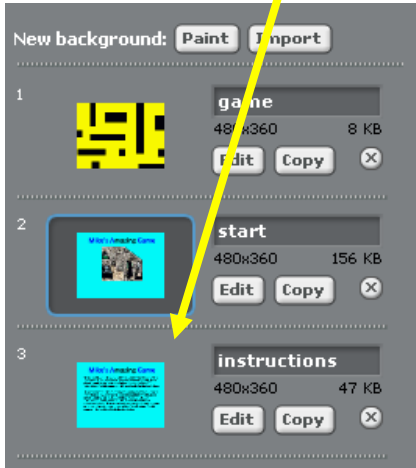 New background: Paint Import
1
game
480x360 8 KB
Edit Copy
2
Mike's Amazing Game
start
480x360 156 KB
Edit Copy
3
Mike's Amazing Game
instructions
480x360 47 KB
Edit Copy